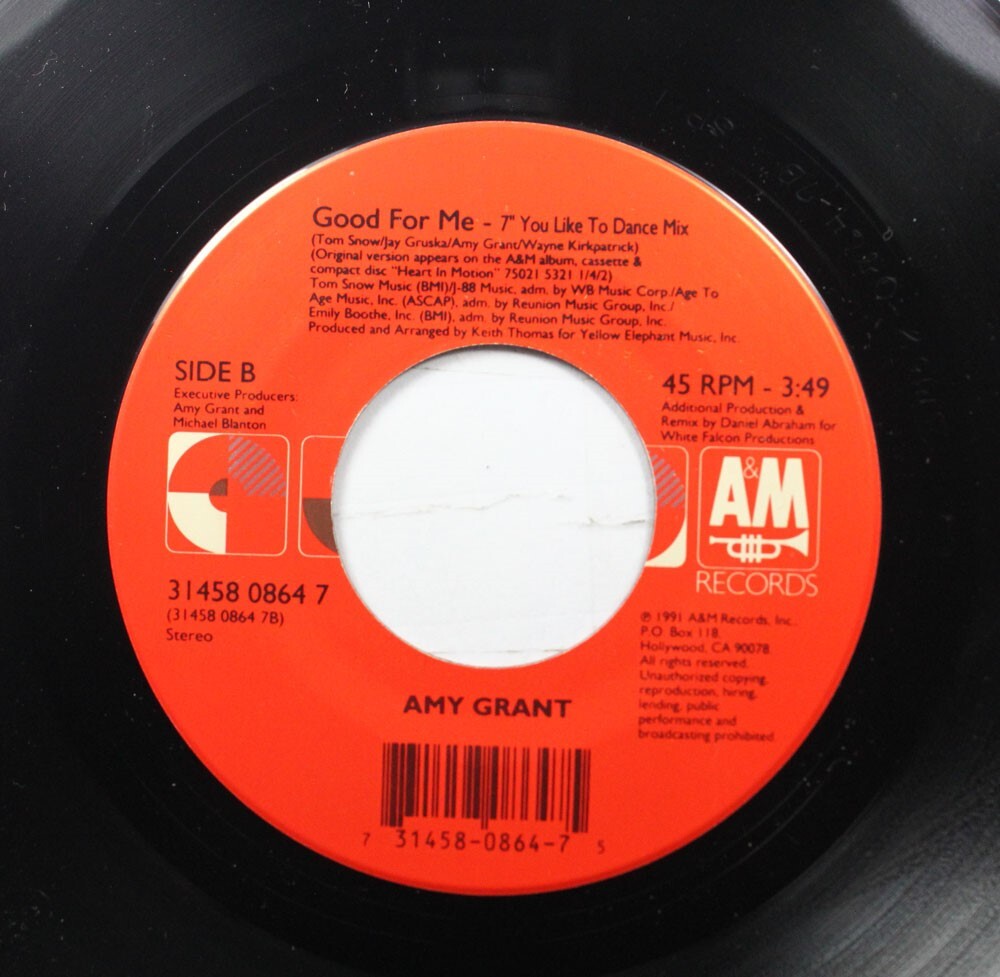 Good For Me - 7" You Like To Dance Mix
(Tom Snow/Jay Gruska/Amy Grant/Wayne Kirkpatrick)
(Original version appears on the A&M album, cassette &
compact disc "Heart In Motion" 75021 5321 1/4/2)
Tom Snow Music (BMI)/J-88 Music, adm. by WB Music Corp./Age To
Age Music, Inc. (ASCAP), adm. by Reunion Music Group, Inc./
Emily Boothe, Inc. (BMI), adm. by Reunion Music Group, Inc.
Produced and Arranged by Keith Thomas for Yellow Elephant Music, Inc.
SIDE B
Executive Producers:
Amy Grant and
Michael Blanton
45 RPM - 3:49
Additional Production &
Remix by Daniel Abraham for
White Falcon Productions
A&M
RECORDS
31458 0864 7
(31458 0864 7B)
Stereo
℗ 1991 A&M Records, Inc.
P.O. Box 118,
Hollywood, CA 90078.
All rights reserved.
Unauthorized copying,
reproduction, hiring,
lending, public
performance and
broadcasting prohibited.
AMY GRANT
7 31458-0864-7 5